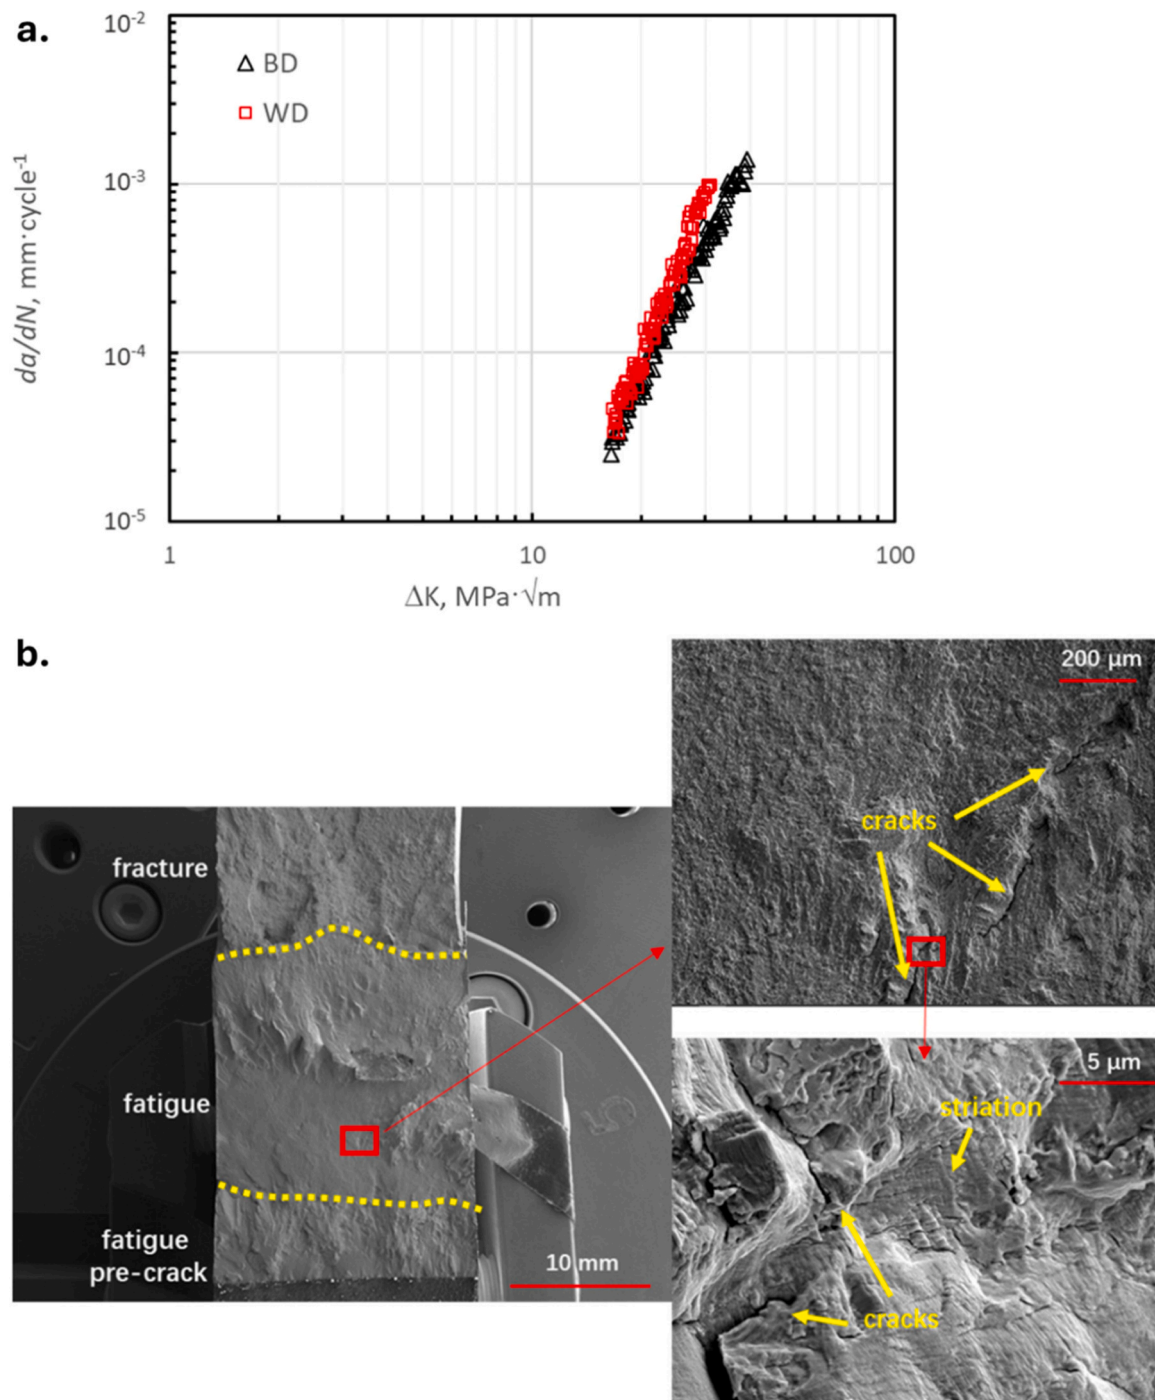 a.
10⁻²
BD
WD
10⁻³
da/dN, mm·cycle⁻¹
10⁻⁴
10⁻⁵
1
10
100
ΔK, MPa·√m
b.
200 μm
cracks
fracture
fatigue
fatigue
pre-crack
10 mm
5 μm
striation
cracks